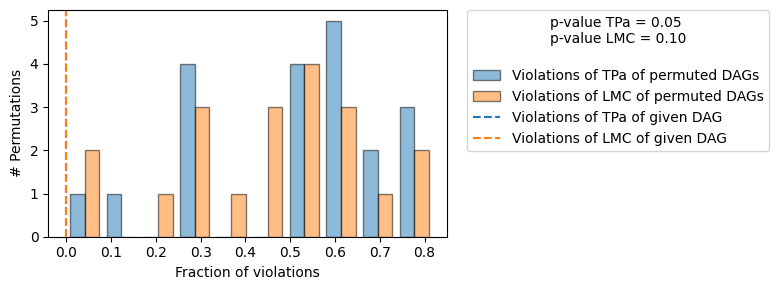 p-value TPa = 0.05
p-value LMC = 0.10
Violations of TPa of permuted DAGs
Violations of LMC of permuted DAGs
Violations of TPa of given DAG
Violations of LMC of given DAG
# Permutations
5
4
3
2
1
0
0.0 0.1 0.2 0.3 0.4 0.5 0.6 0.7 0.8
Fraction of violations